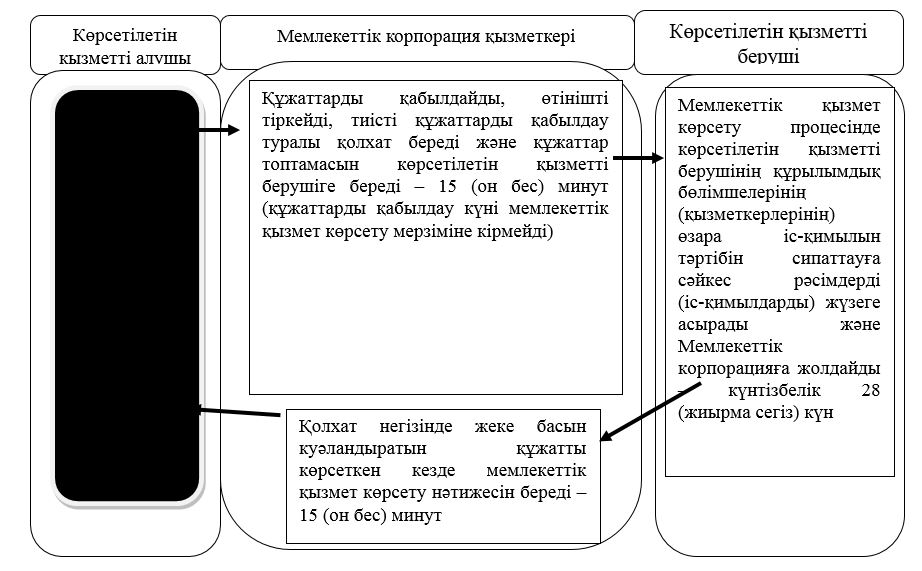 Көрсетілетін
қызметті алушы
Мемлекеттік корпорация қызметкері
Көрсетілетін қызметті
беруші
Құжаттарды қабылдайды, өтінішті
тіркейді, тиісті құжаттарды қабылдау
туралы қолхат береді және құжаттар
топтамасын көрсетілетін қызметті
берушіге береді – 15 (он бес) минут
(құжаттарды қабылдау күні мемлекеттік
қызмет көрсету мерзіміне кірмейді)
Мемлекеттік қызмет
көрсету процесінде
көрсетілетін қызметті
берушінің құрылымдық
бөлімшелерінің
(қызметкерлерінің)
өзара іс-қимылын
тәртібін сипаттауға
сәйкес рәсімдерді
(іс-қимылдарды) жүзеге
асырады және
Мемлекеттік
корпорацияға жолдайды
– күнтізбелік 28
(жиырма сегіз) күн
Қолхат негізінде жеке басын
куәландыратын құжатты
көрсеткен кезде мемлекеттік
қызмет көрсету нәтижесін береді –
15 (он бес) минут